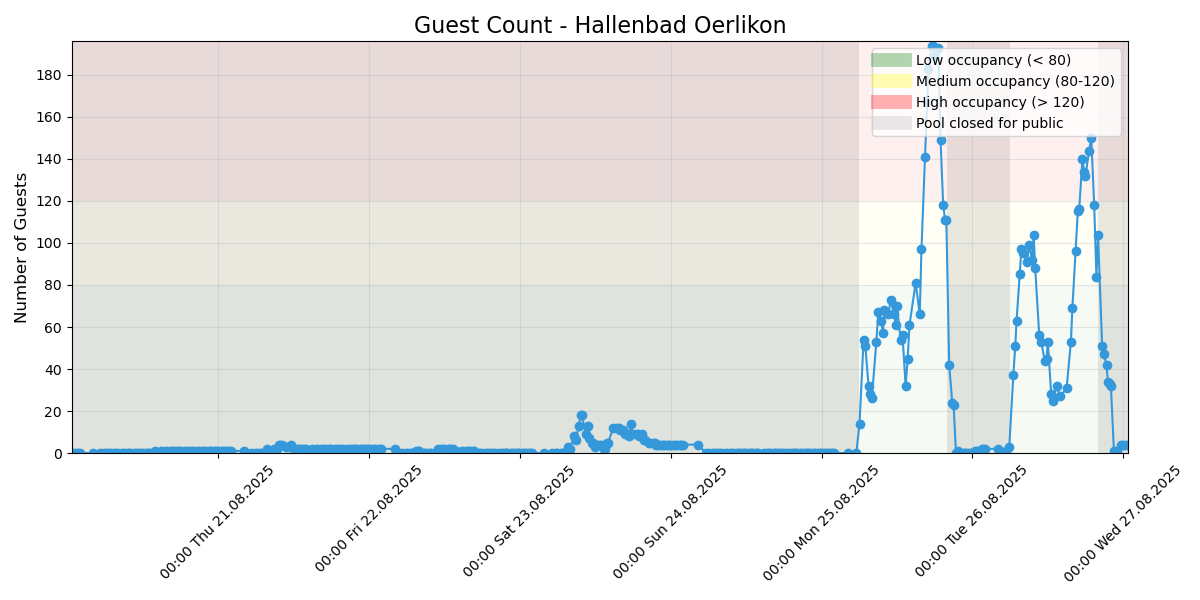 Guest Count - Hallenbad Oerlikon
Low occupancy (< 80)
Medium occupancy (80-120)
High occupancy (> 120)
Pool closed for public
Number of Guests
180
160
140
120
100
80
60
40
20
0
00:00 Thu 21.08.2025
00:00 Fri 22.08.2025
00:00 Sat 23.08.2025
00:00 Sun 24.08.2025
00:00 Mon 25.08.2025
00:00 Tue 26.08.2025
00:00 Wed 27.08.2025